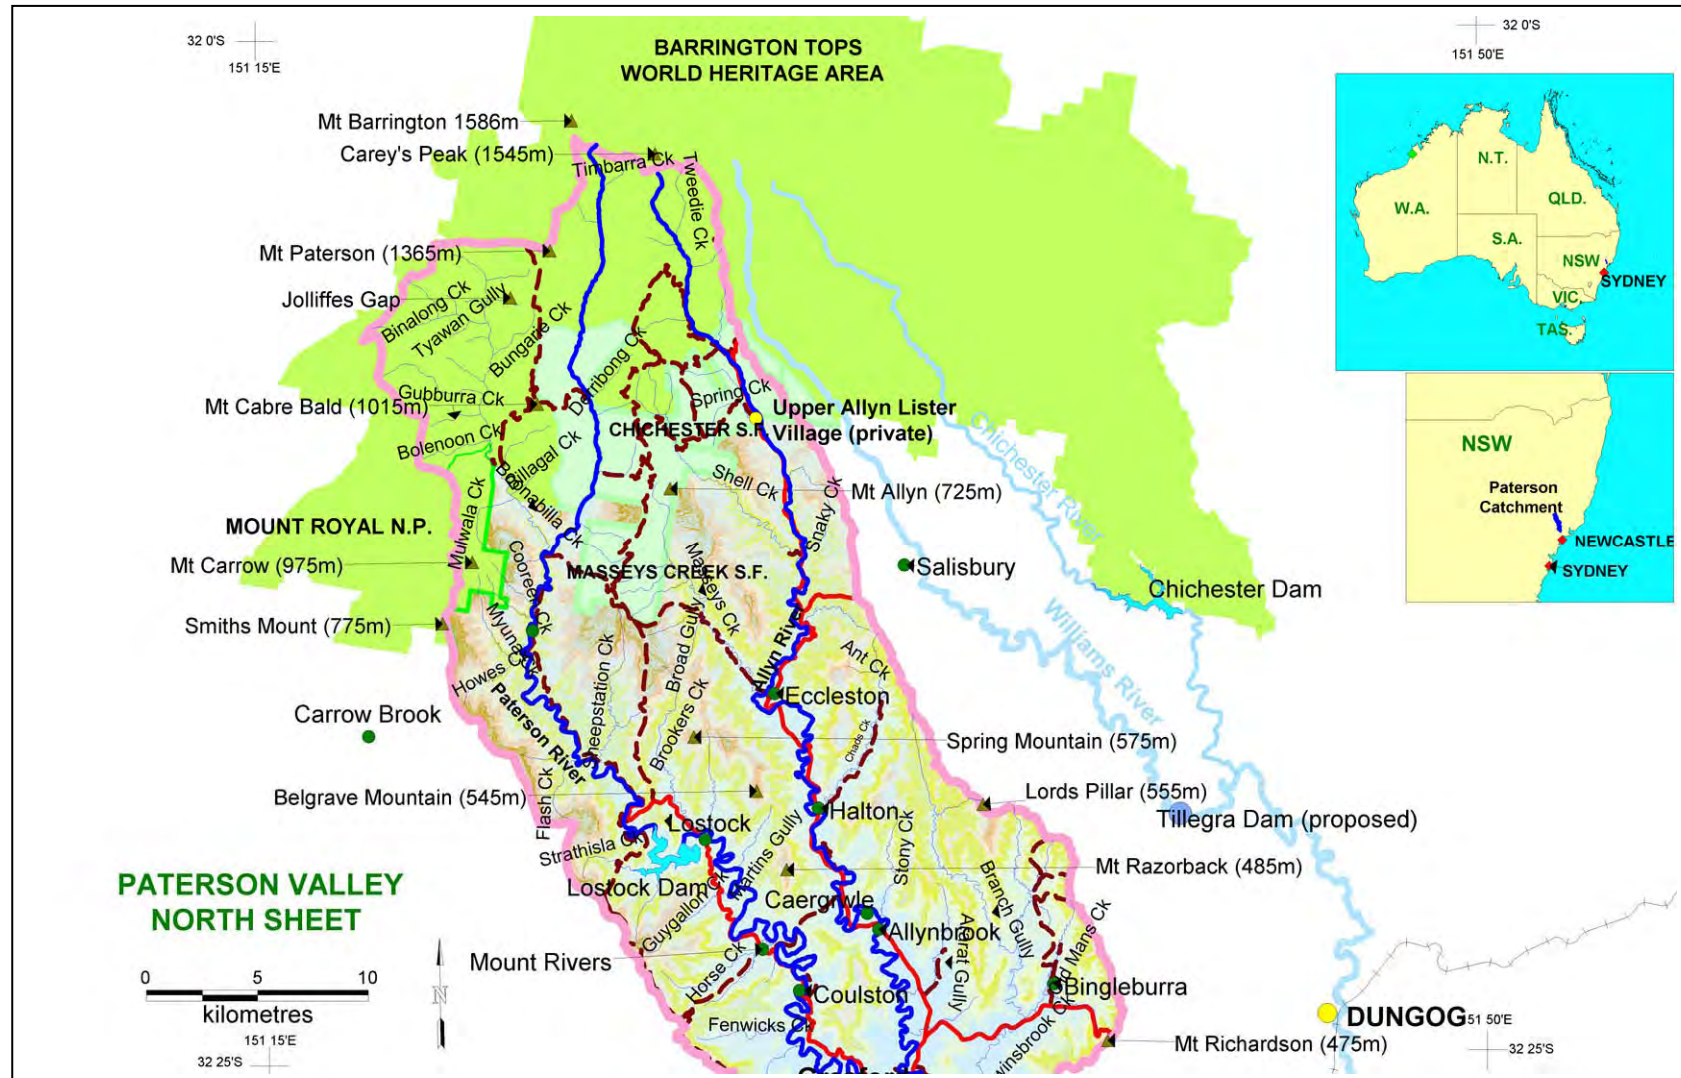 32 0'S
151 15'E
BARRINGTON TOPS
WORLD HERITAGE AREA
32 0'S
151 50'E
Mt Barrington 1586m
Carey's Peak (1545m)
Timbarra Ck
Tweedie Ck
Mt Paterson (1365m)
Jolliffes Gap
Binalong Ck
Tyawan Gully
Bungarie Ck
Derribong Ck
Gubburra Ck
Mt Cabre Bald (1015m)
Spring Ck
Upper Allyn Lister
Village (private)
CHICHESTER S.F.
Bolenoon Ck
Boonabilla Ck
Shell Ck
Mt Allyn (725m)
Snaky Ck
Chichester River
MOUNT ROYAL N.P.
Mulwala Ck
Mt Carrow (975m)
Cooree Ck
MASSEYS CREEK S.F.
Masseys Ck
Salisbury
Chichester Dam
Williams River
Smiths Mount (775m)
Myuna Ck
Howes Ck
Broad Gully
Allyn River
Ant Ck
Eccleston
Carrow Brook
Paterson River
Sheepstation Ck
Brookers Ck
Chads Ck
Spring Mountain (575m)
Belgrave Mountain (545m)
Flash Ck
Lords Pillar (555m)
Tillegra Dam (proposed)
Halton
Lostock
Strathisla Ck
Martins Gully
Stony Ck
Mt Razorback (485m)
Lostock Dam
Guygallon Ck
Caergrwle
Branch Gully
Allynbrook
Ararat Gully
PATERSON VALLEY
NORTH SHEET
0 5 10
kilometres
N
Mount Rivers
Horse Ck
Coulston
Bingleburra
Fenwicks Ck
DUNGOG
151 15'E
32 25'S
Mt Richardson (475m)
151 50'E
32 25'S
N.T.
QLD.
W.A.
S.A.
NSW
SYDNEY
VIC.
TAS.
NSW
Paterson
Catchment
NEWCASTLE
SYDNEY